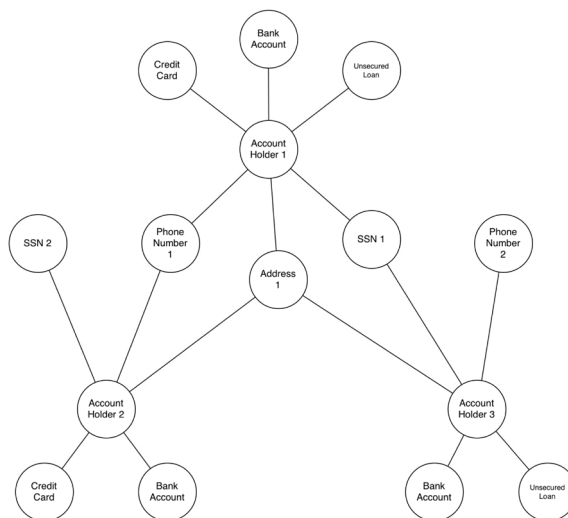 Bank
Account
Credit
Card
Unsecured
Loan
Account
Holder 1
SSN 2
Phone
Number
1
SSN 1
Phone
Number
2
Address
1
Account
Holder 2
Account
Holder 3
Credit
Card
Bank
Account
Bank
Account
Unsecured
Loan